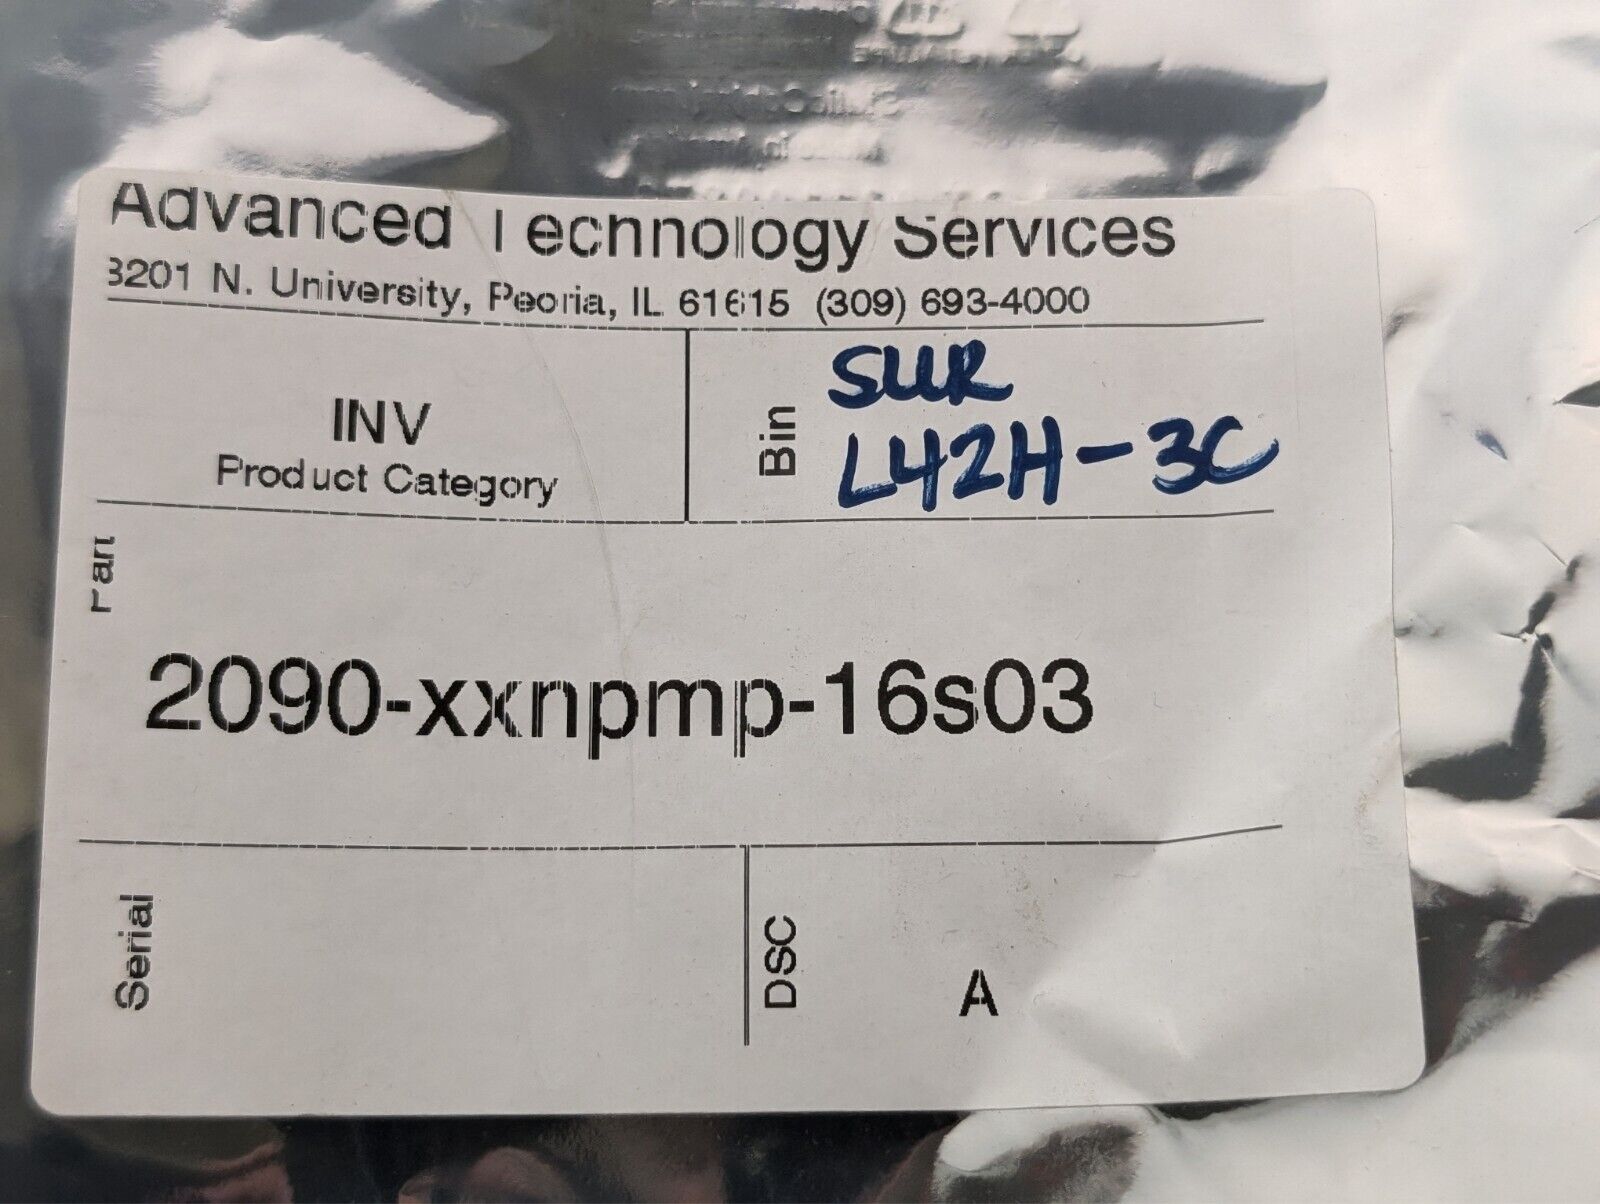 Advanced Technology Services
3201 N. University, Peoria, IL 61615 (309) 693-4000
INV
Product Category
Bin
SUR
L42H-3C
Part
2090-xxnpmp-16s03
Serial
DSC
A